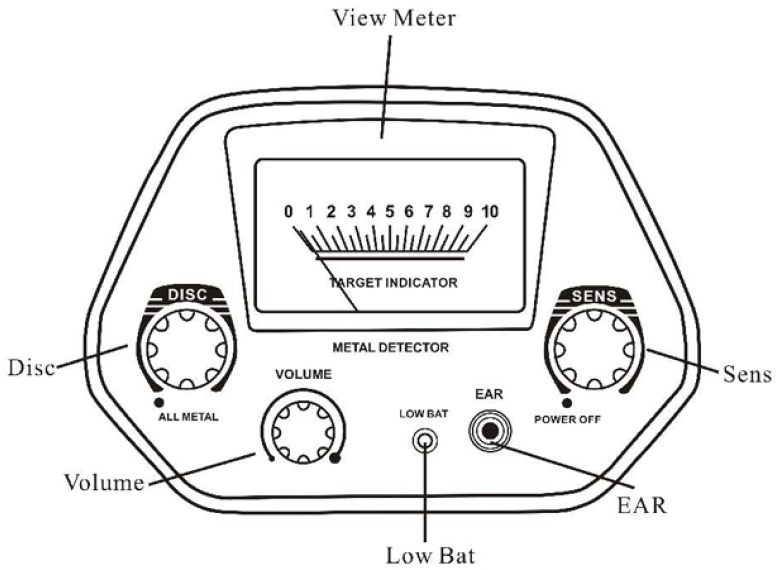 View Meter
0 1 2 3 4 5 6 7 8 9 10
TARGET INDICATOR
DISC
SENS
METAL DETECTOR
Disc
Sens
VOLUME
EAR
ALL METAL
LOW BAT
POWER OFF
Volume
EAR
Low Bat